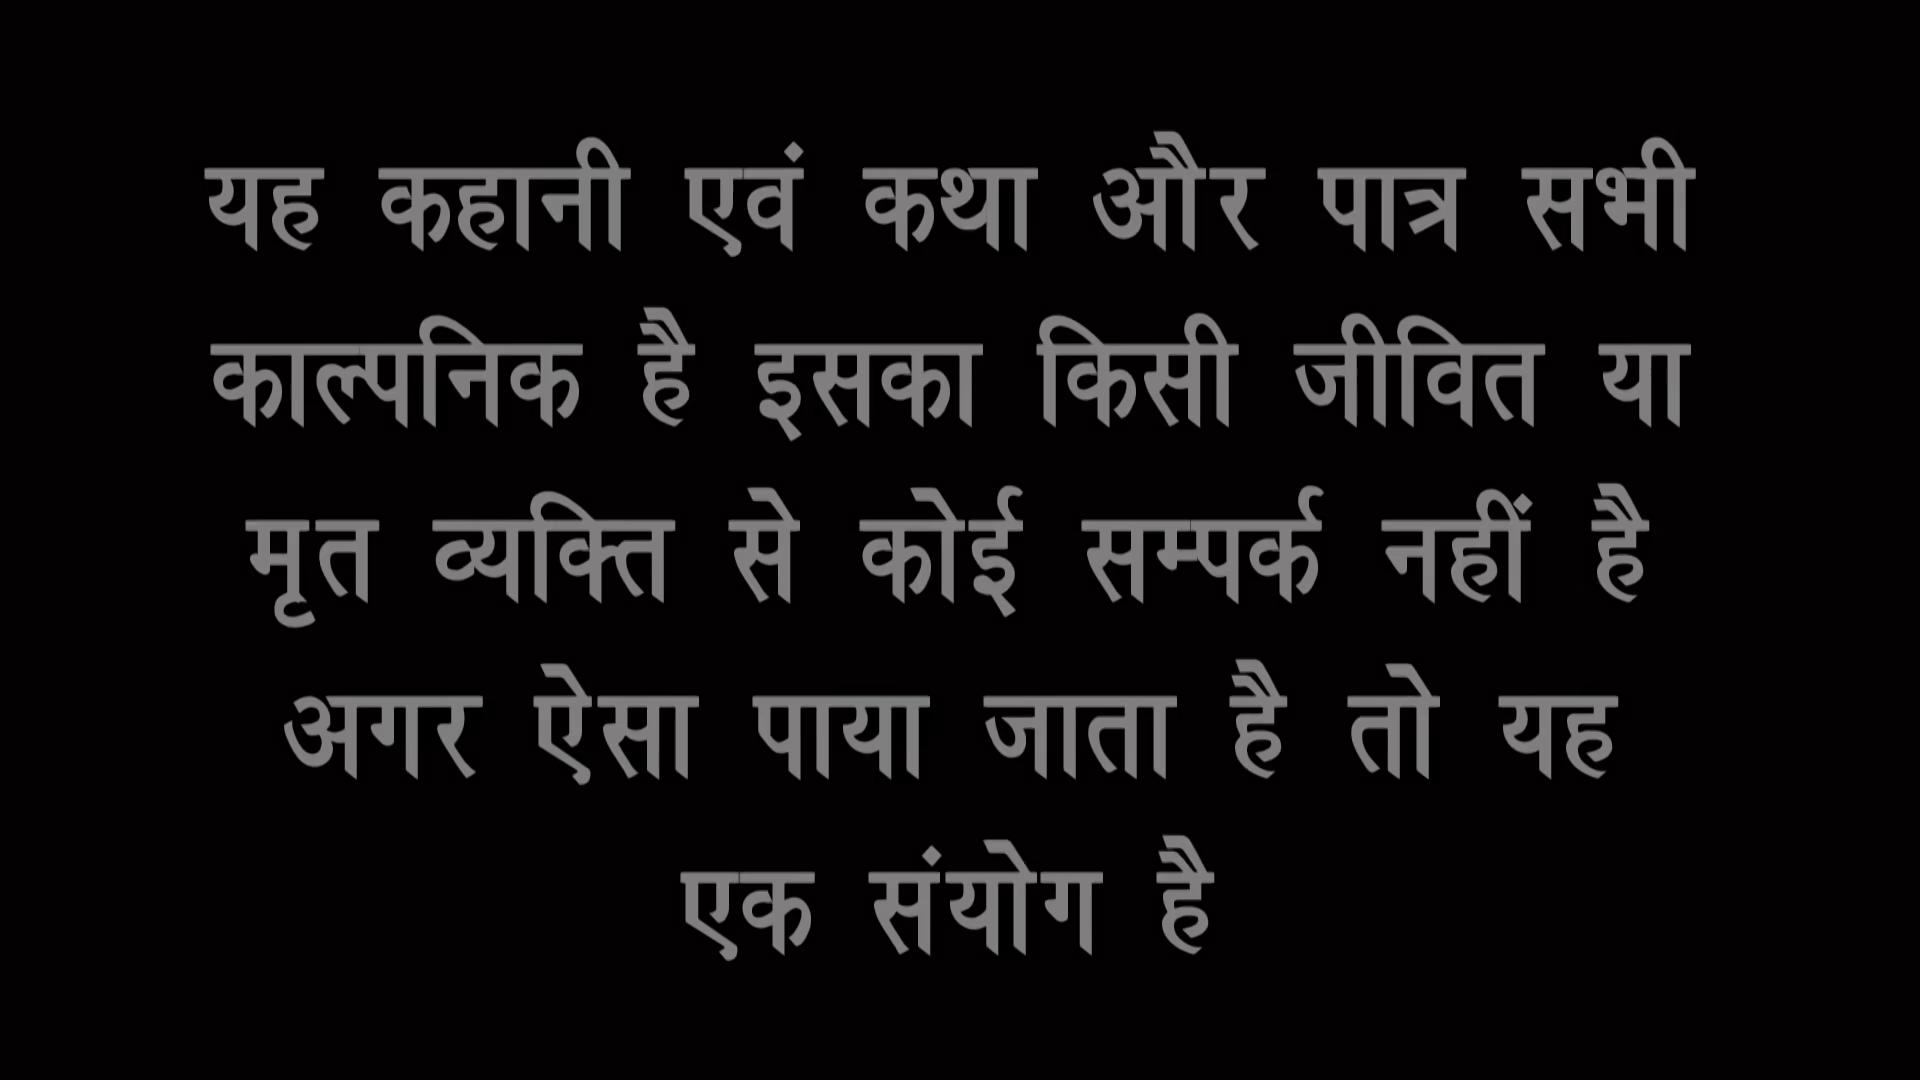 यह कहानी एवं कथा और पात्र सभी
काल्पनिक है इसका किसी जीवित या
मृत व्यक्ति से कोई सम्पर्क नहीं है
अगर ऐसा पाया जाता है तो यह
एक संयोग है